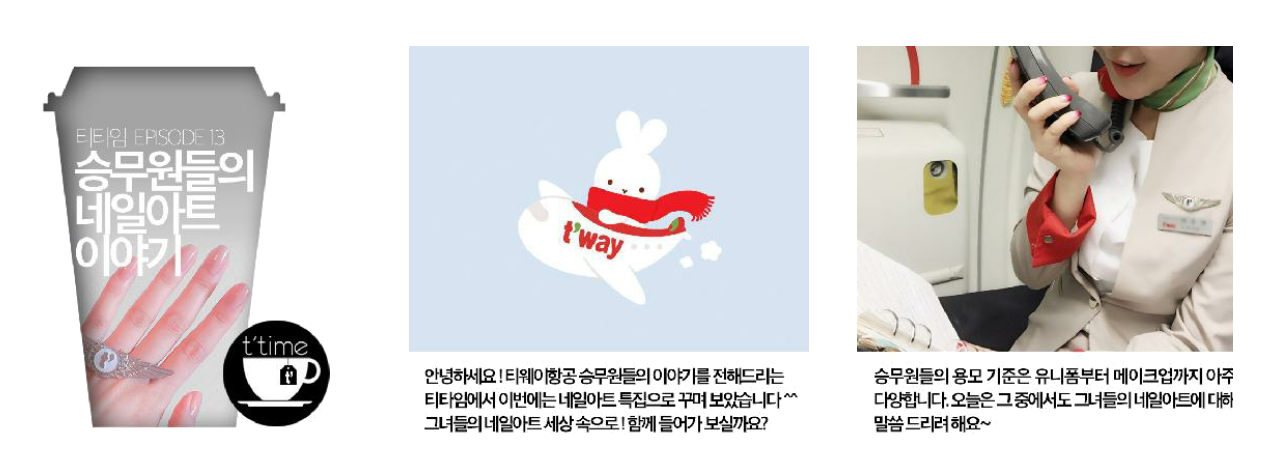 티타임 EPISODE 13
승무원들의
네일아트
이야기
t'time
t'way
안녕하세요! 티웨이항공 승무원들의 이야기를 전해드리는
티타임에서 이번에는 네일아트 특집으로 꾸며 보았습니다 ^^
그녀들의 네일아트 세상 속으로! 함께 들어가 보실까요?
승무원들의 용모 기준은 유니폼부터 메이크업까지 아주
다양합니다. 오늘은 그 중에서도 그녀들의 네일아트에 대해
말씀 드리려 해요~